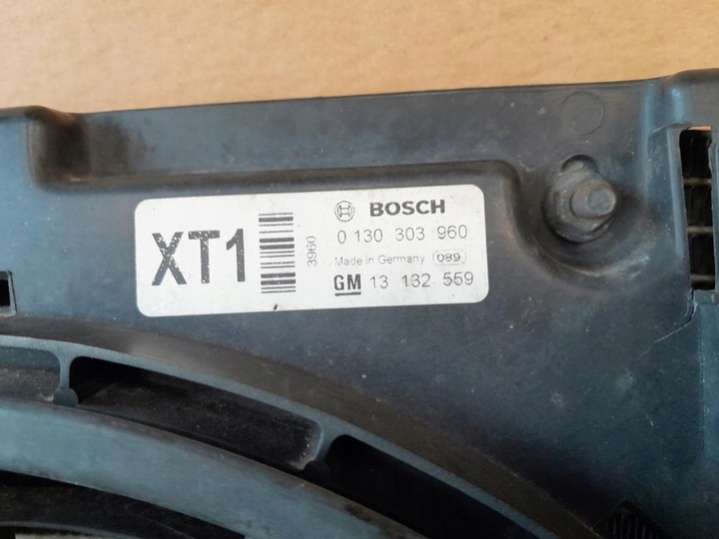 XT1
3960
BOSCH
0 130 303 960
Made in Germany 089
GM 13 132 559